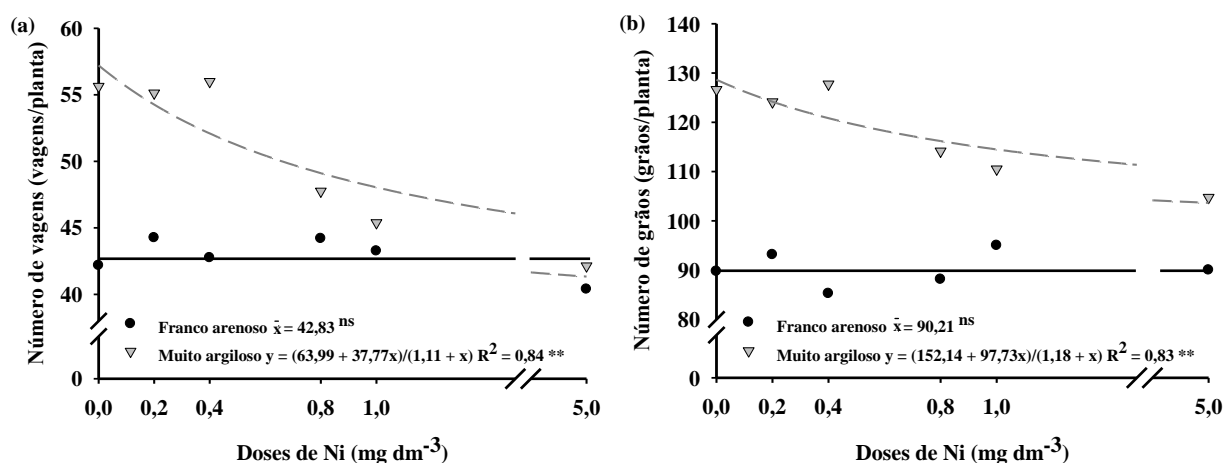 (a)
Número de vagens (vagens/planta)
60
55
50
45
40
0
Franco arenoso x̄ = 42,83 ns
Muito argiloso y = (63,99 + 37,77x)/(1,11 + x) R² = 0,84 **
0,0 0,2 0,4 0,8 1,0 5,0
Doses de Ni (mg dm⁻³)
(b)
Número de grãos (grãos/planta)
140
130
120
110
100
90
80
0
Franco arenoso x̄ = 90,21 ns
Muito argiloso y = (152,14 + 97,73x)/(1,18 + x) R² = 0,83 **
0,0 0,2 0,4 0,8 1,0 5,0
Doses de Ni (mg dm⁻³)